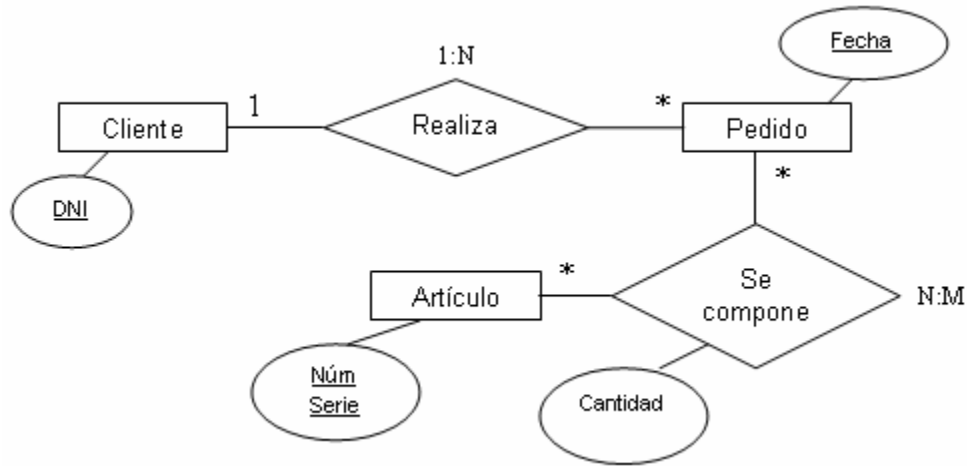 Fecha
1:N
Cliente
1
Realiza
*
Pedido
*
DNI
Artículo
*
Se
compone
N:M
Núm
Serie
Cantidad